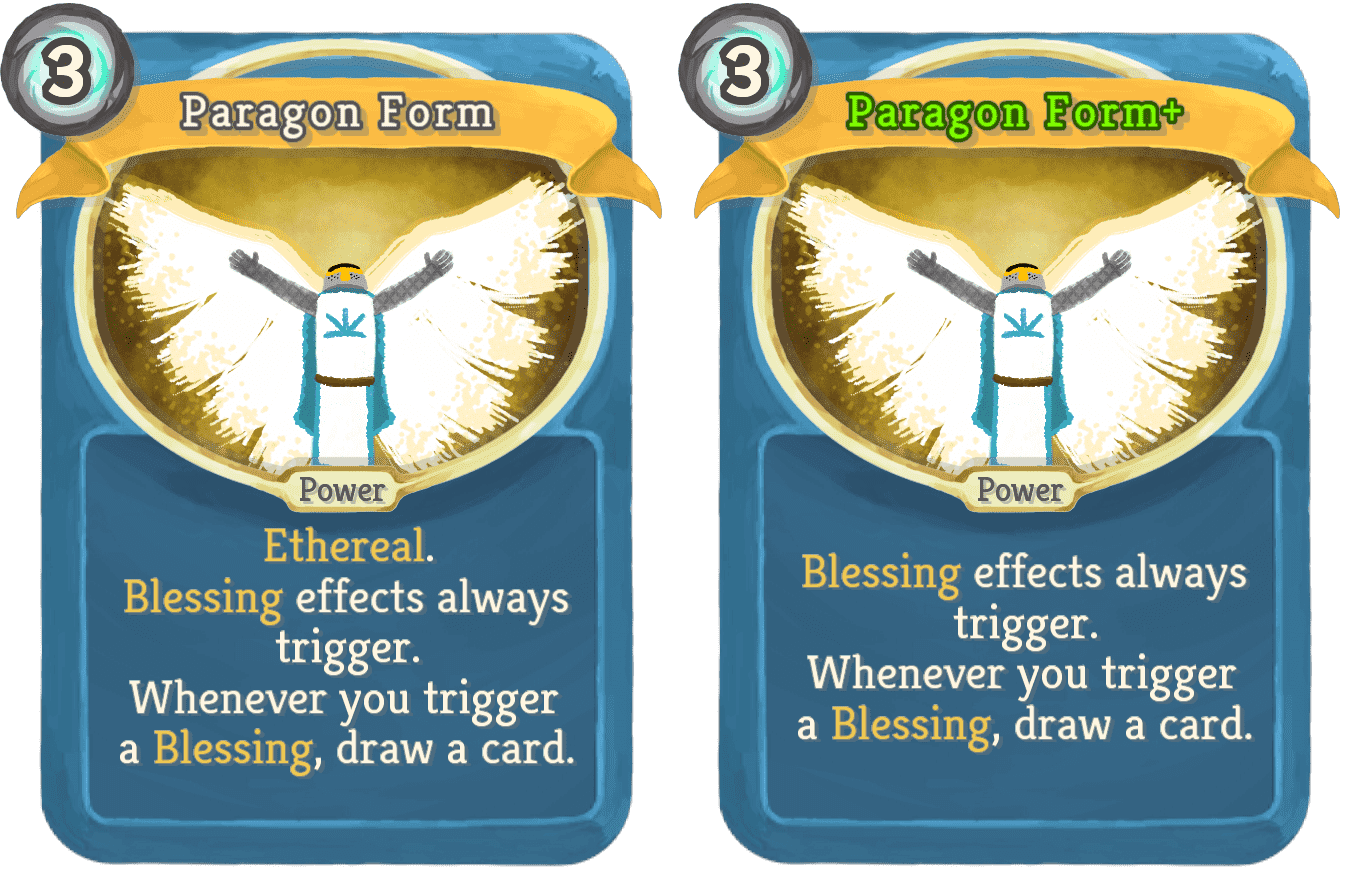 3
Paragon Form
Power
Ethereal.
Blessing effects always
trigger.
Whenever you trigger
a Blessing, draw a card.
3
Paragon Form+
Power
Blessing effects always
trigger.
Whenever you trigger
a Blessing, draw a card.